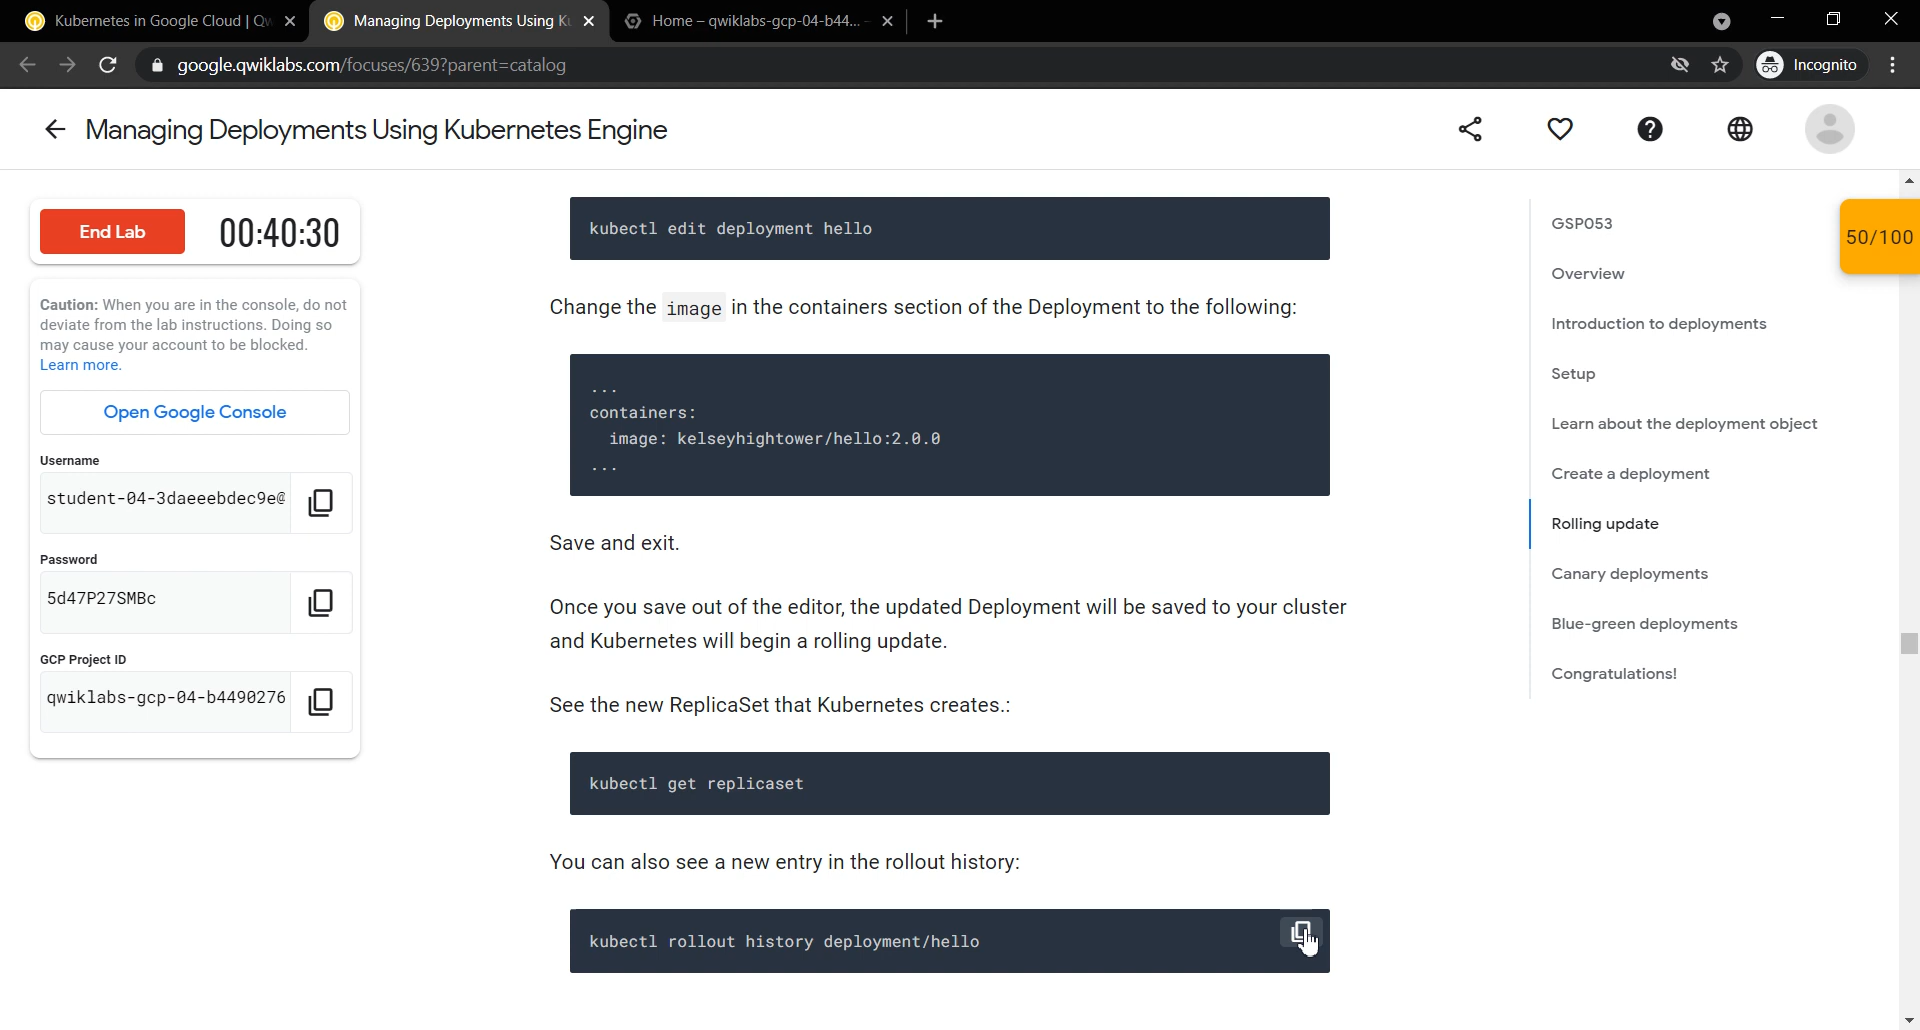 Kubernetes in Google Cloud | Qw
Managing Deployments Using Ku
Home – qwiklabs-gcp-04-b44...
google.qwiklabs.com/focuses/639?parent=catalog
Incognito
Managing Deployments Using Kubernetes Engine
End Lab
00:40:30
Caution: When you are in the console, do not
deviate from the lab instructions. Doing so
may cause your account to be blocked.
Learn more.
Open Google Console
Username
student-04-3daeeebdec9e@
Password
5d47P27SMBc
GCP Project ID
qwiklabs-gcp-04-b4490276
kubectl edit deployment hello
Change the image in the containers section of the Deployment to the following:
...
containers:
image: kelseyhightower/hello:2.0.0
...
Save and exit.
Once you save out of the editor, the updated Deployment will be saved to your cluster
and Kubernetes will begin a rolling update.
See the new ReplicaSet that Kubernetes creates.:
kubectl get replicaset
You can also see a new entry in the rollout history:
kubectl rollout history deployment/hello
GSP053
Overview
Introduction to deployments
Setup
Learn about the deployment object
Create a deployment
Rolling update
Canary deployments
Blue-green deployments
Congratulations!
50/100